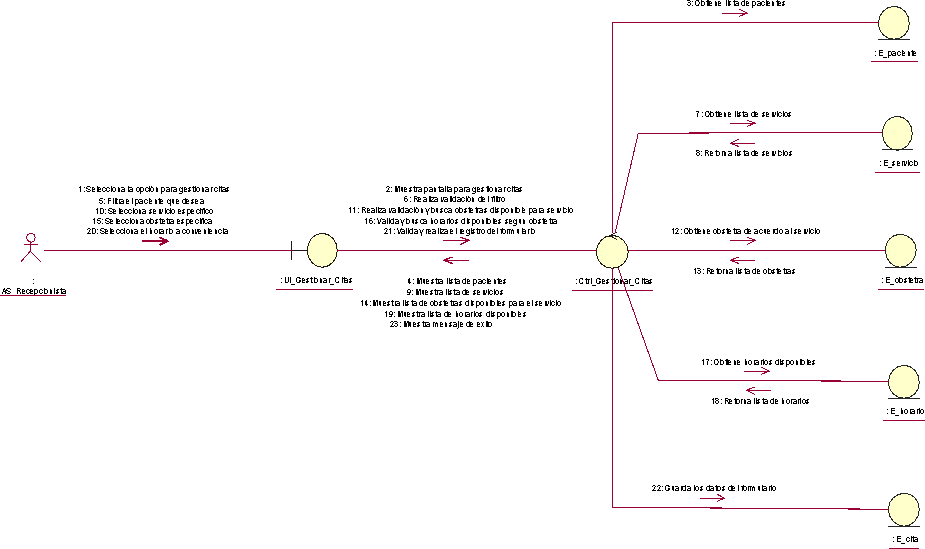 3: Obtiene lista de pacientes
: E_paciente
7: Obtiene lista de servicios
8: Retorna lista de servicios
: E_servicio
1: Selecciona la opción para gestionar citas
5: Filtra el paciente que desea
10: Selecciona servicio específico
15: Selecciona obstetra específica
20: Selecciona el horario a conveniencia
2: Muestra pantalla para gestionar citas
6: Realiza validación del filtro
11: Realiza validación y busca obstetras disponible para servicio
16: Valida y busca horarios disponibles según obstetra
21: Valida y realiza el registro del formulario
12: Obtiene obstetra de acuerdo al servicio
13: Retorna lista de obstetras
: E_obstetra
:
AS_Recepcionista
: UI_Gestionar_Citas
: Ctrl_Gestionar_Citas
4: Muestra lista de pacientes
9: Muestra lista de servicios
14: Muestra lista de obstetras disponibles para el servicio
19: Muestra lista de horarios disponibles
23: Muestra mensaje de exito
17: Obtiene horarios disponibles
18: Retorna lista de horarios
: E_horario
22: Guarda los datos del formulario
: E_cita